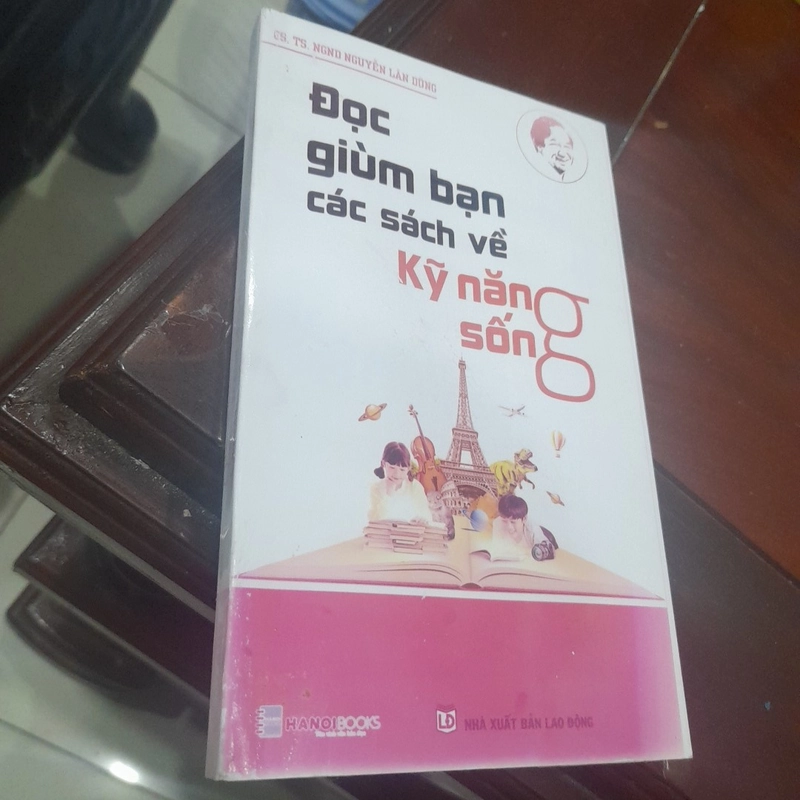 GS. TS. NGND NGUYỄN LÂN DŨNG
Đọc
giùm bạn
các sách về
Kỹ năng
sống
HANOIBOOKS
LĐ
NHÀ XUẤT BẢN LAO ĐỘNG